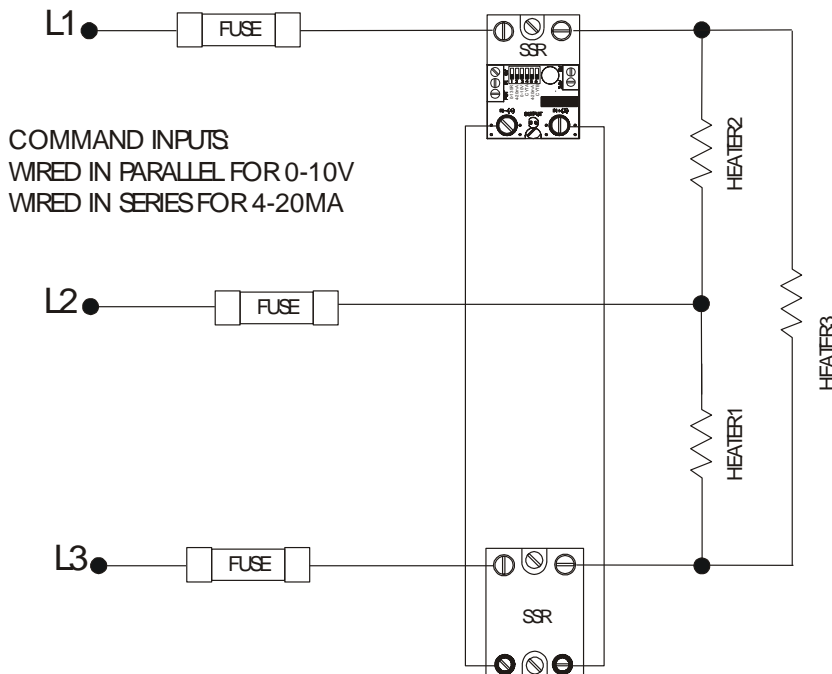 L1
FUSE
SSR
COMMAND INPUTS.
WIRED IN PARALLEL FOR 0-10V
WIRED IN SERIES FOR 4-20MA
OUTPUT
HEATER2
L2
FUSE
HEATER3
HEATER1
L3
FUSE
SSR